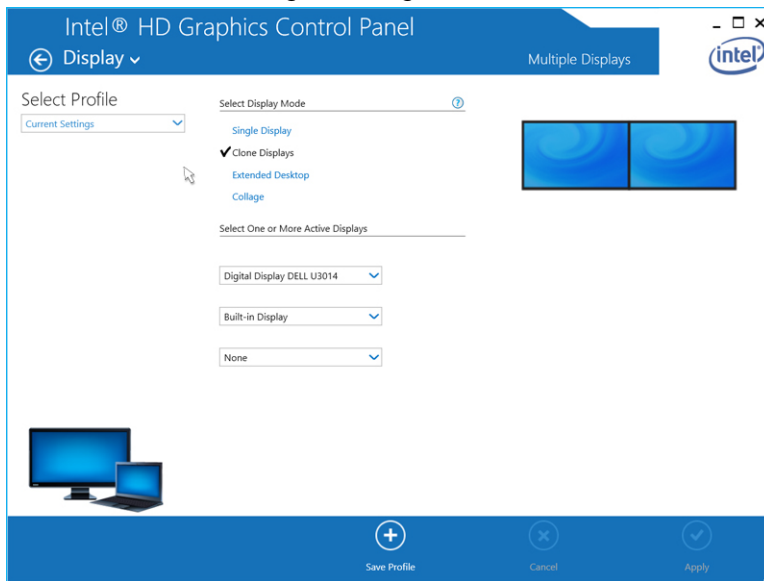 Intel® HD Graphics Control Panel
Display
Multiple Displays
intel
Select Profile
Current Settings
Select Display Mode
?
Single Display
Clone Displays
Extended Desktop
Collage
Select One or More Active Displays
Digital Display DELL U3014
Built-in Display
None
Save Profile
Cancel
Apply